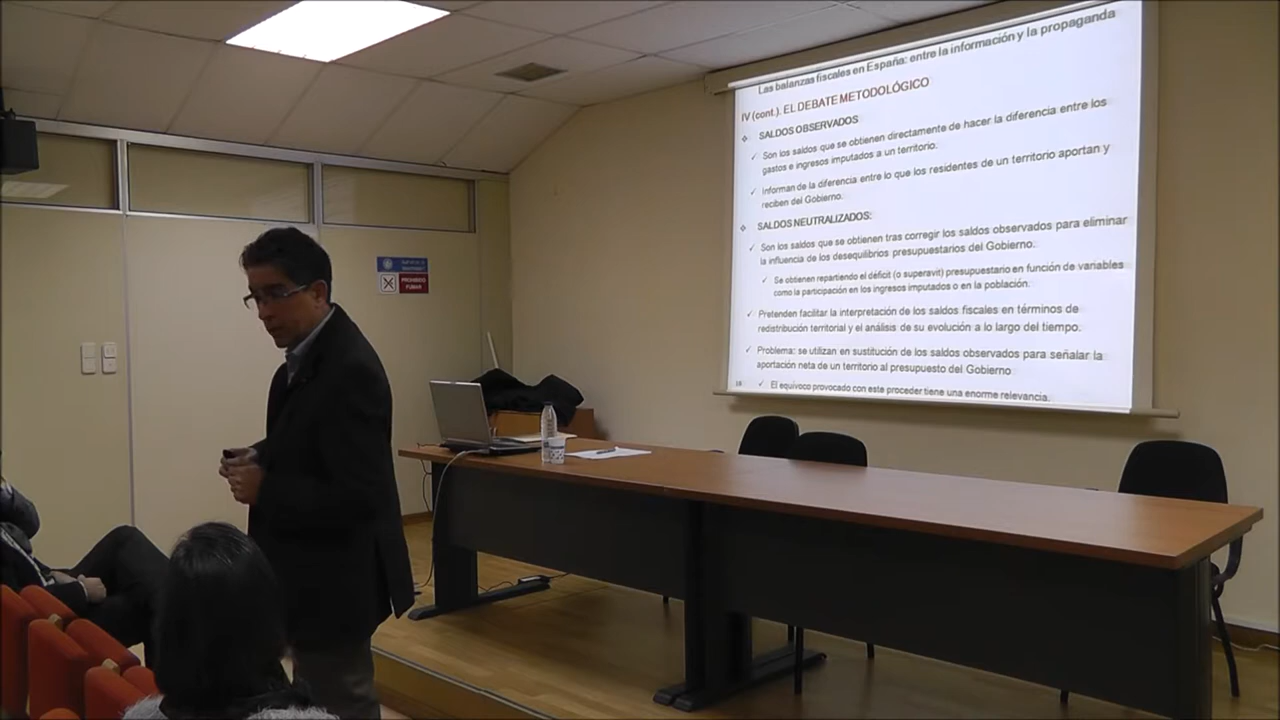 Las balanzas fiscales en España: entre la información y la propaganda
IV (cont.). EL DEBATE METODOLÓGICO
❖ SALDOS OBSERVADOS
✓ Son los saldos que se obtienen directamente de hacer la diferencia entre los
gastos e ingresos imputados a un territorio.
✓ Informan de la diferencia entre lo que los residentes de un territorio aportan y
reciben del Gobierno.
❖ SALDOS NEUTRALIZADOS:
✓ Son los saldos que se obtienen tras corregir los saldos observados para eliminar
la influencia de los desequilibrios presupuestarios del Gobierno.
✓ Se obtienen repartiendo el déficit (o superavit) presupuestario en función de variables
como la participación en los ingresos imputados o en la población.
✓ Pretenden facilitar la interpretación de los saldos fiscales en términos de
redistribución territorial y el análisis de su evolución a lo largo del tiempo.
✓ Problema: se utilizan en sustitución de los saldos observados para señalar la
aportación neta de un territorio al presupuesto del Gobierno
✓ El equívoco provocado con este proceder tiene una enorme relevancia.
PROHIBIDO
FUMAR